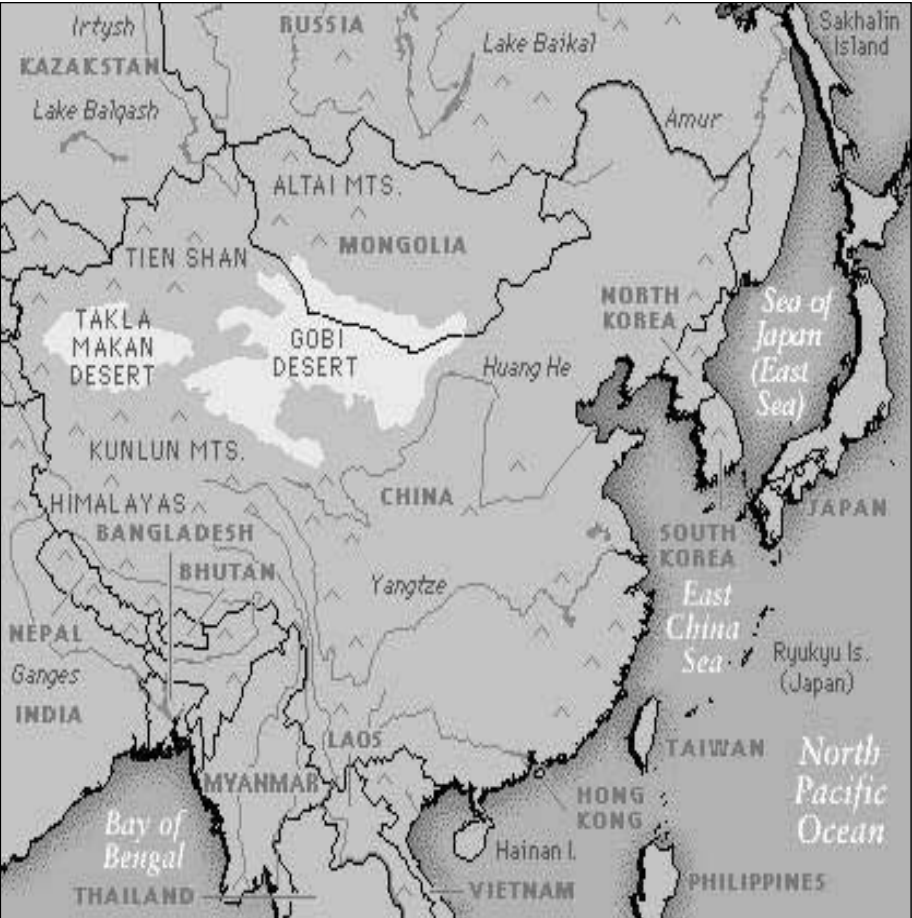 Irtysh
RUSSIA
Sakhalin
Island
KAZAKSTAN
Lake Baikal
Lake Balqash
Amur
ALTAI MTS.
MONGOLIA
TIEN SHAN
NORTH
KOREA
Sea of
Japan
(East
Sea)
TAKLA
MAKAN
DESERT
GOBI
DESERT
Huang He
KUNLUN MTS.
CHINA
HIMALAYAS
JAPAN
BANGLADESH
SOUTH
KOREA
BHUTAN
Yangtze
East
China
Sea
NEPAL
Ryukyu Is.
(Japan)
Ganges
INDIA
LAOS
TAIWAN
North
Pacific
Ocean
MYANMAR
HONG
KONG
Bay of
Bengal
Hainan I.
THAILAND
VIETNAM
PHILIPPINES